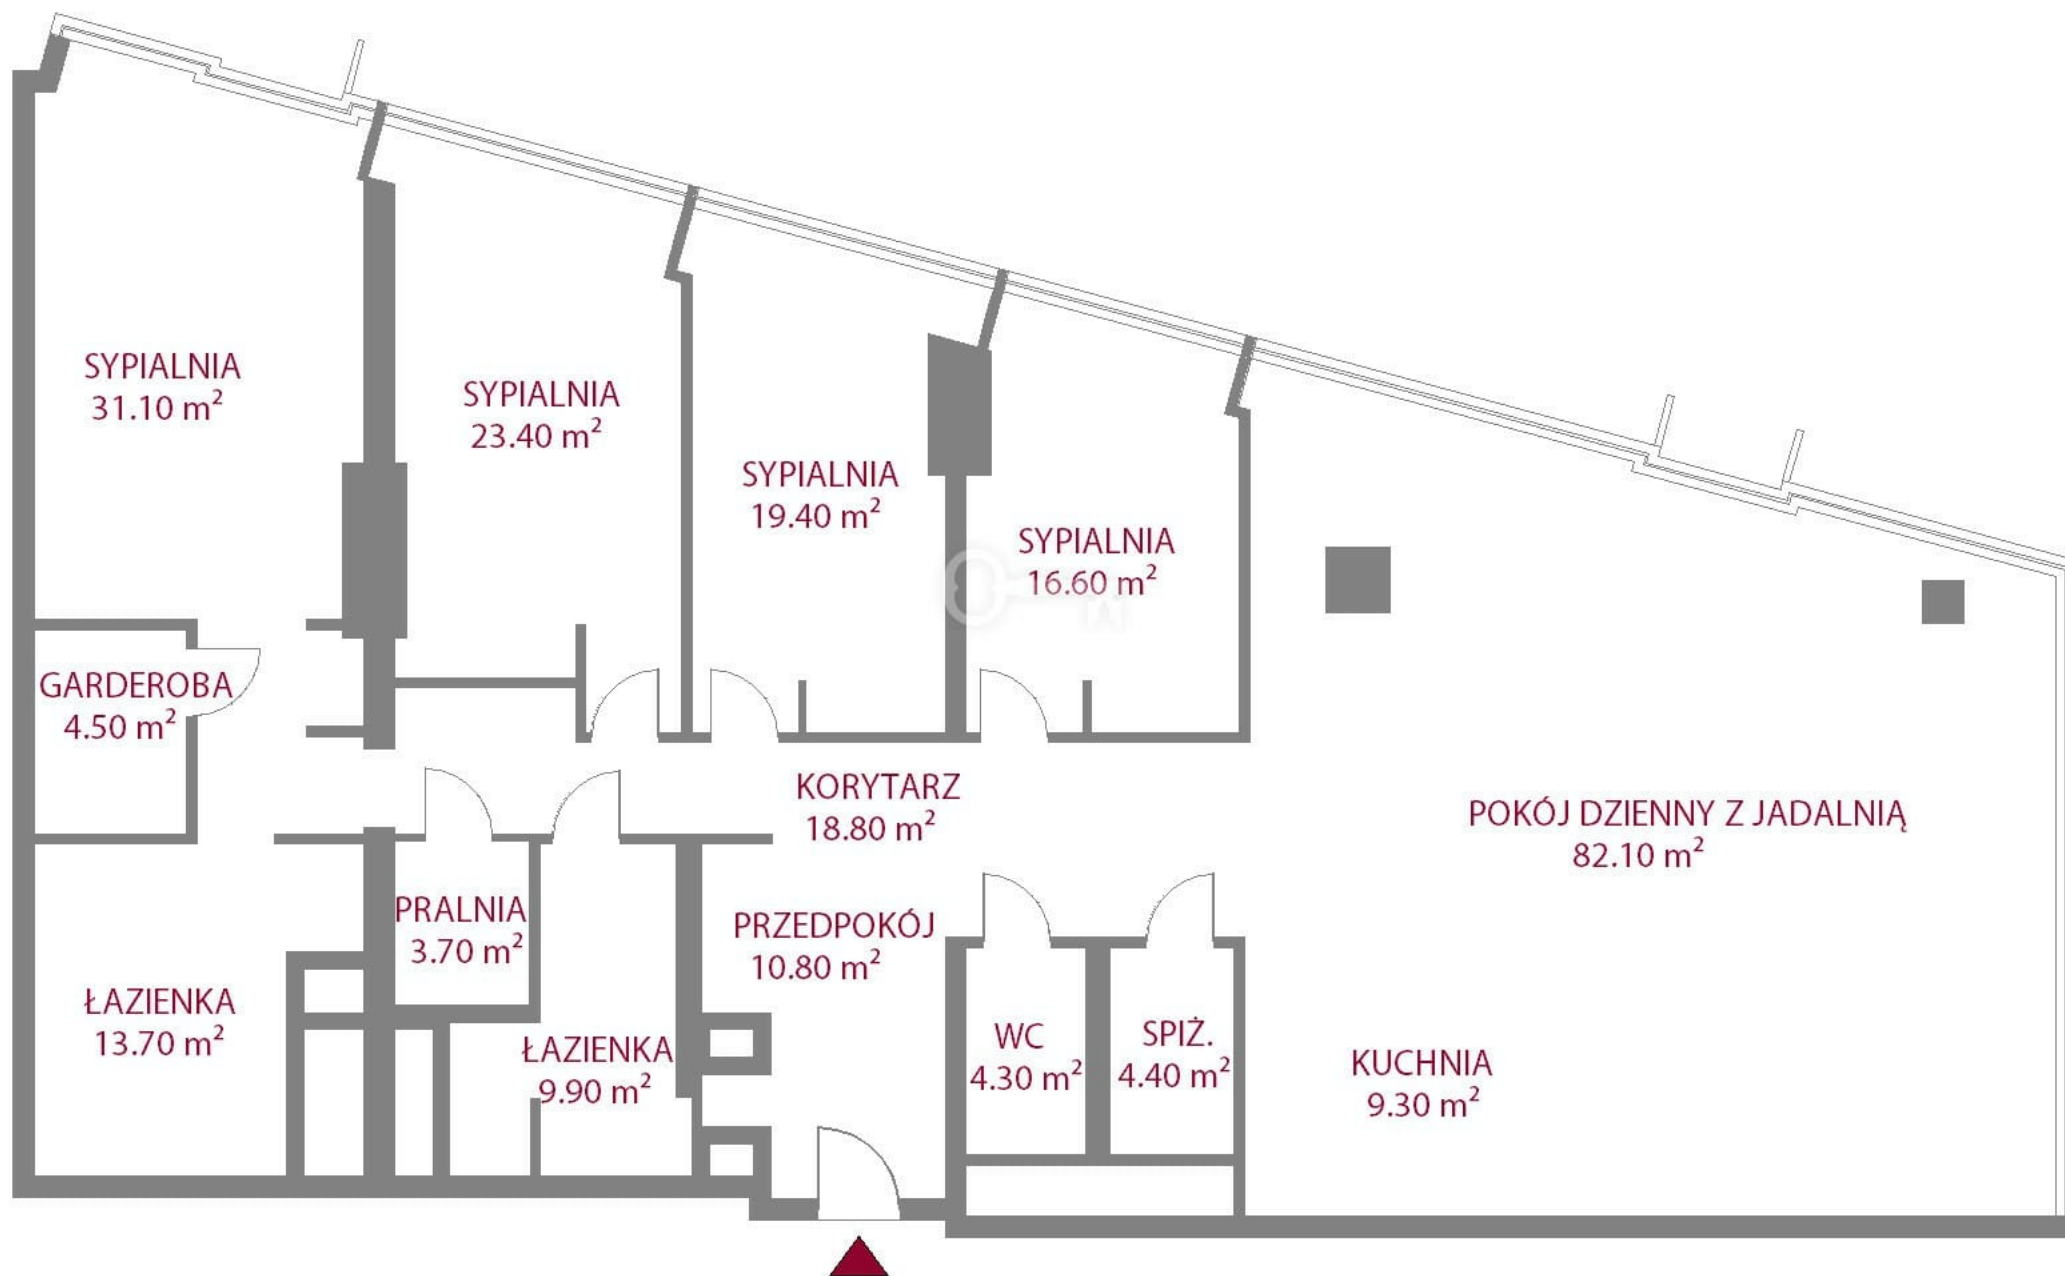 SYPIALNIA
31.10 m²
SYPIALNIA
23.40 m²
SYPIALNIA
19.40 m²
SYPIALNIA
16.60 m²
GARDEROBA
4.50 m²
KORYTARZ
18.80 m²
POKÓJ DZIENNY Z JADALNIĄ
82.10 m²
PRALNIA
3.70 m²
PRZEDPOKÓJ
10.80 m²
ŁAZIENKA
13.70 m²
ŁAZIENKA
9.90 m²
WC
4.30 m²
SPIŻ.
4.40 m²
KUCHNIA
9.30 m²